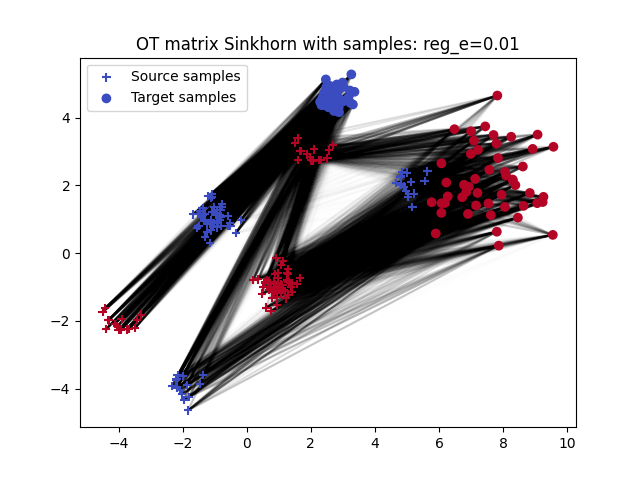 OT matrix Sinkhorn with samples: reg_e=0.01
Source samples
Target samples
4
2
0
−2
−4
−4 −2 0 2 4 6 8 10